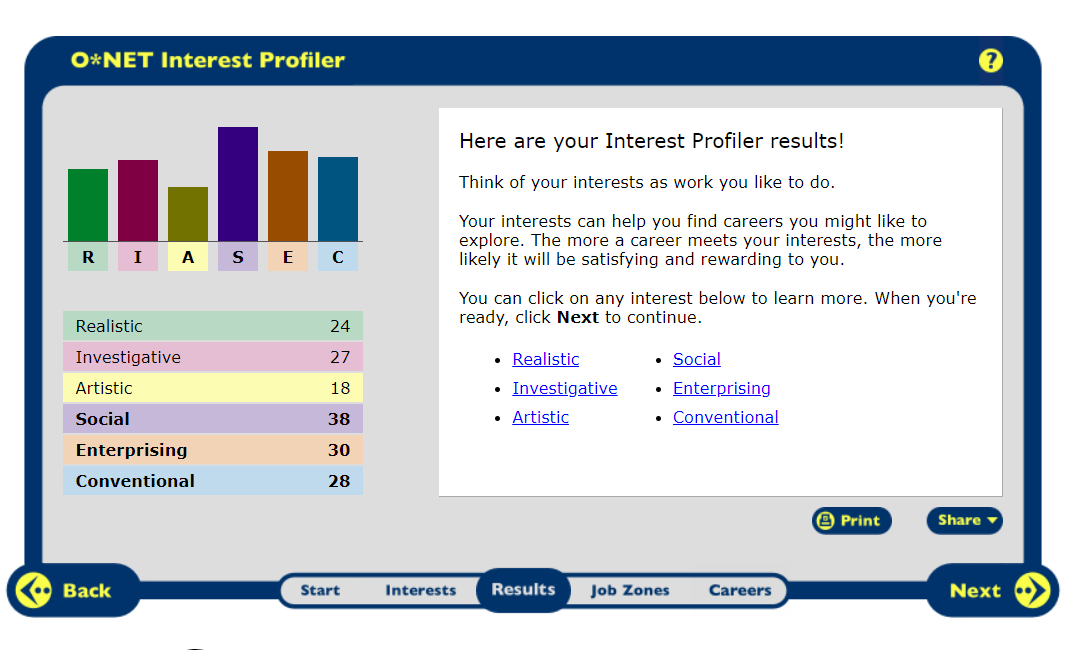 O*NET Interest Profiler
?
R I A S E C
Realistic 24
Investigative 27
Artistic 18
Social 38
Enterprising 30
Conventional 28
Here are your Interest Profiler results!
Think of your interests as work you like to do.
Your interests can help you find careers you might like to
explore. The more a career meets your interests, the more
likely it will be satisfying and rewarding to you.
You can click on any interest below to learn more. When you're
ready, click Next to continue.
• Realistic
• Investigative
• Artistic
• Social
• Enterprising
• Conventional
Print
Share
Back
Start
Interests
Results
Job Zones
Careers
Next